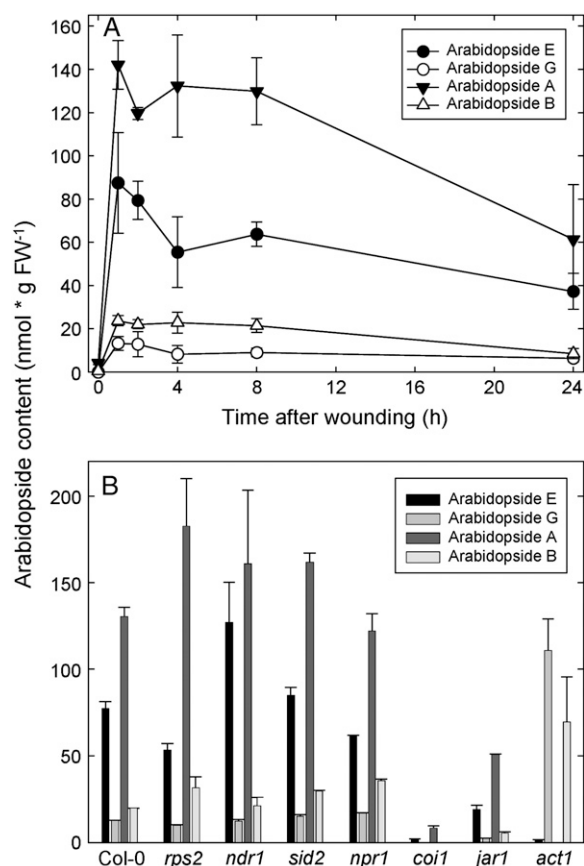 A
Arabidopside E
Arabidopside G
Arabidopside A
Arabidopside B
160
140
120
100
80
60
40
20
0
0 4 8 12 16 20 24
Time after wounding (h)
Arabidopside content (nmol * g FW⁻¹)
B
Arabidopside E
Arabidopside G
Arabidopside A
Arabidopside B
200
150
100
50
0
Col-0 rps2 ndr1 sid2 npr1 coi1 jar1 act1